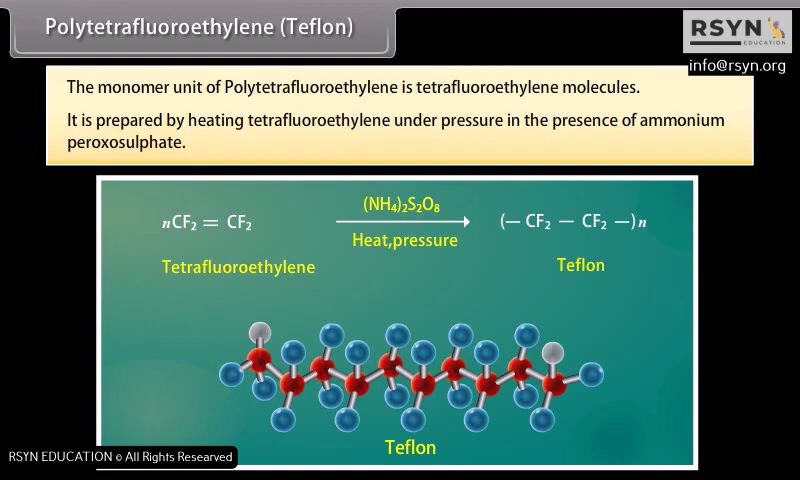 Polytetrafluoroethylene (Teflon)
RSYN
EDUCATION
info@rsyn.org
The monomer unit of Polytetrafluoroethylene is tetrafluoroethylene molecules.
It is prepared by heating tetrafluoroethylene under pressure in the presence of ammonium
peroxosulphate.
(NH₄)₂S₂O₈
nCF₂ = CF₂
(— CF₂ — CF₂ —)n
Heat,pressure
Tetrafluoroethylene
Teflon
Teflon
RSYN EDUCATION © All Rights Researved